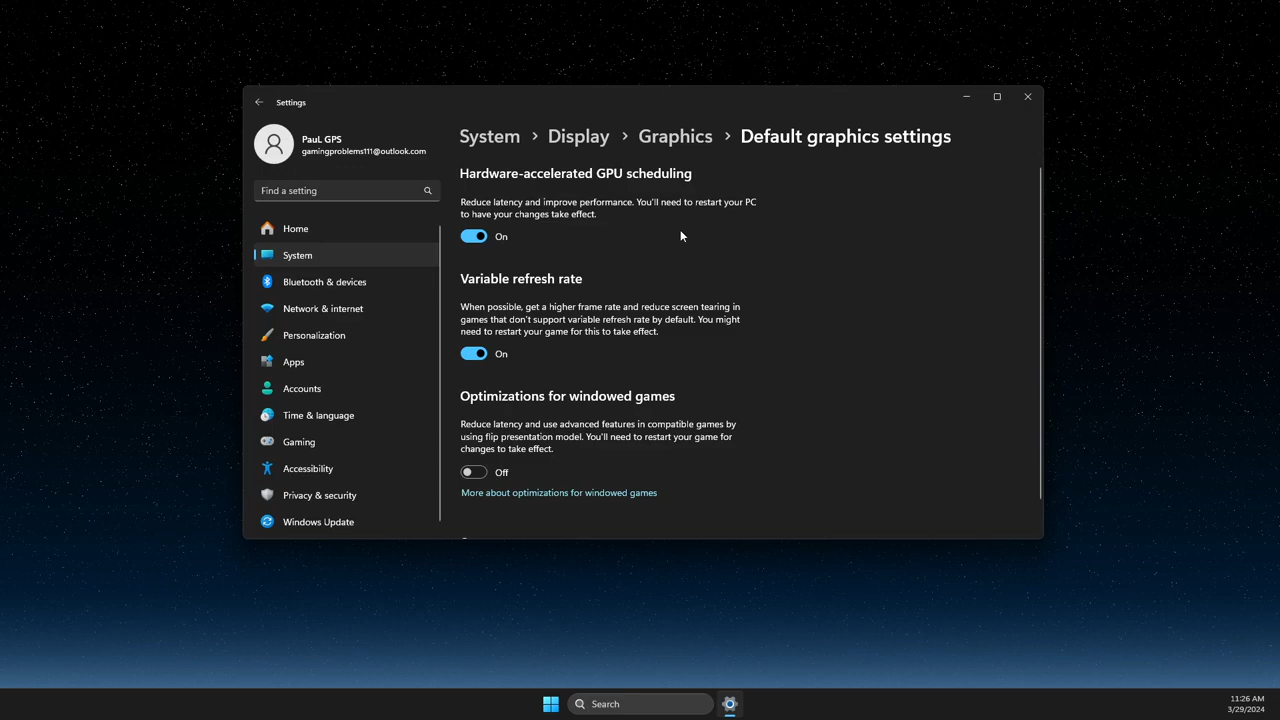 Settings
Paul, GPS
gamingproblems111@outlook.com
Find a setting
Home
System
Bluetooth & devices
Network & internet
Personalization
Apps
Accounts
Time & language
Gaming
Accessibility
Privacy & security
Windows Update
System > Display > Graphics > Default graphics settings
Hardware-accelerated GPU scheduling
Reduce latency and improve performance. You'll need to restart your PC
to have your changes take effect.
On
Variable refresh rate
When possible, get a higher frame rate and reduce screen tearing in
games that don't support variable refresh rate by default. You might
need to restart your game for this to take effect.
On
Optimizations for windowed games
Reduce latency and use advanced features in compatible games by
using flip presentation model. You'll need to restart your game for
changes to take effect.
Off
More about optimizations for windowed games
Search
11:26 AM
3/29/2024